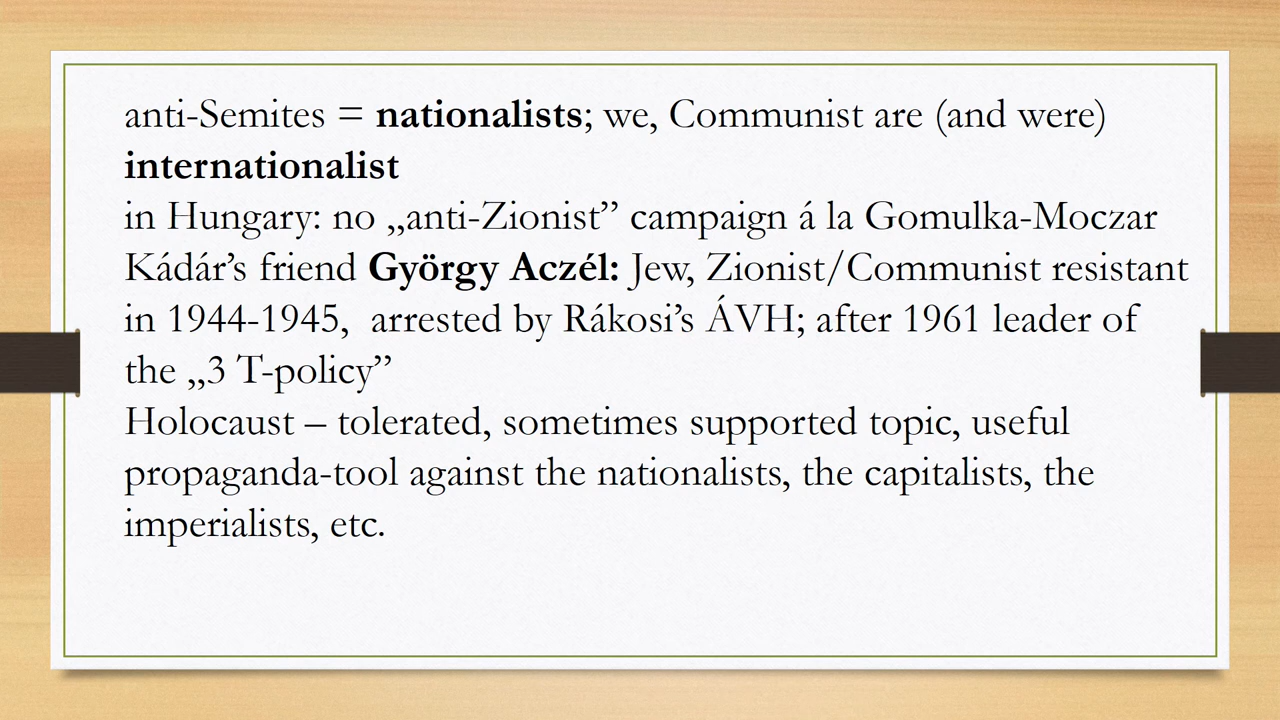 anti-Semites = nationalists; we, Communist are (and were)
internationalist
in Hungary: no „anti-Zionist” campaign á la Gomulka-Moczar
Kádár’s friend György Aczél: Jew, Zionist/Communist resistant
in 1944-1945,  arrested by Rákosi’s ÁVH; after 1961 leader of
the „3 T-policy”
Holocaust – tolerated, sometimes supported topic, useful
propaganda-tool against the nationalists, the capitalists, the
imperialists, etc.